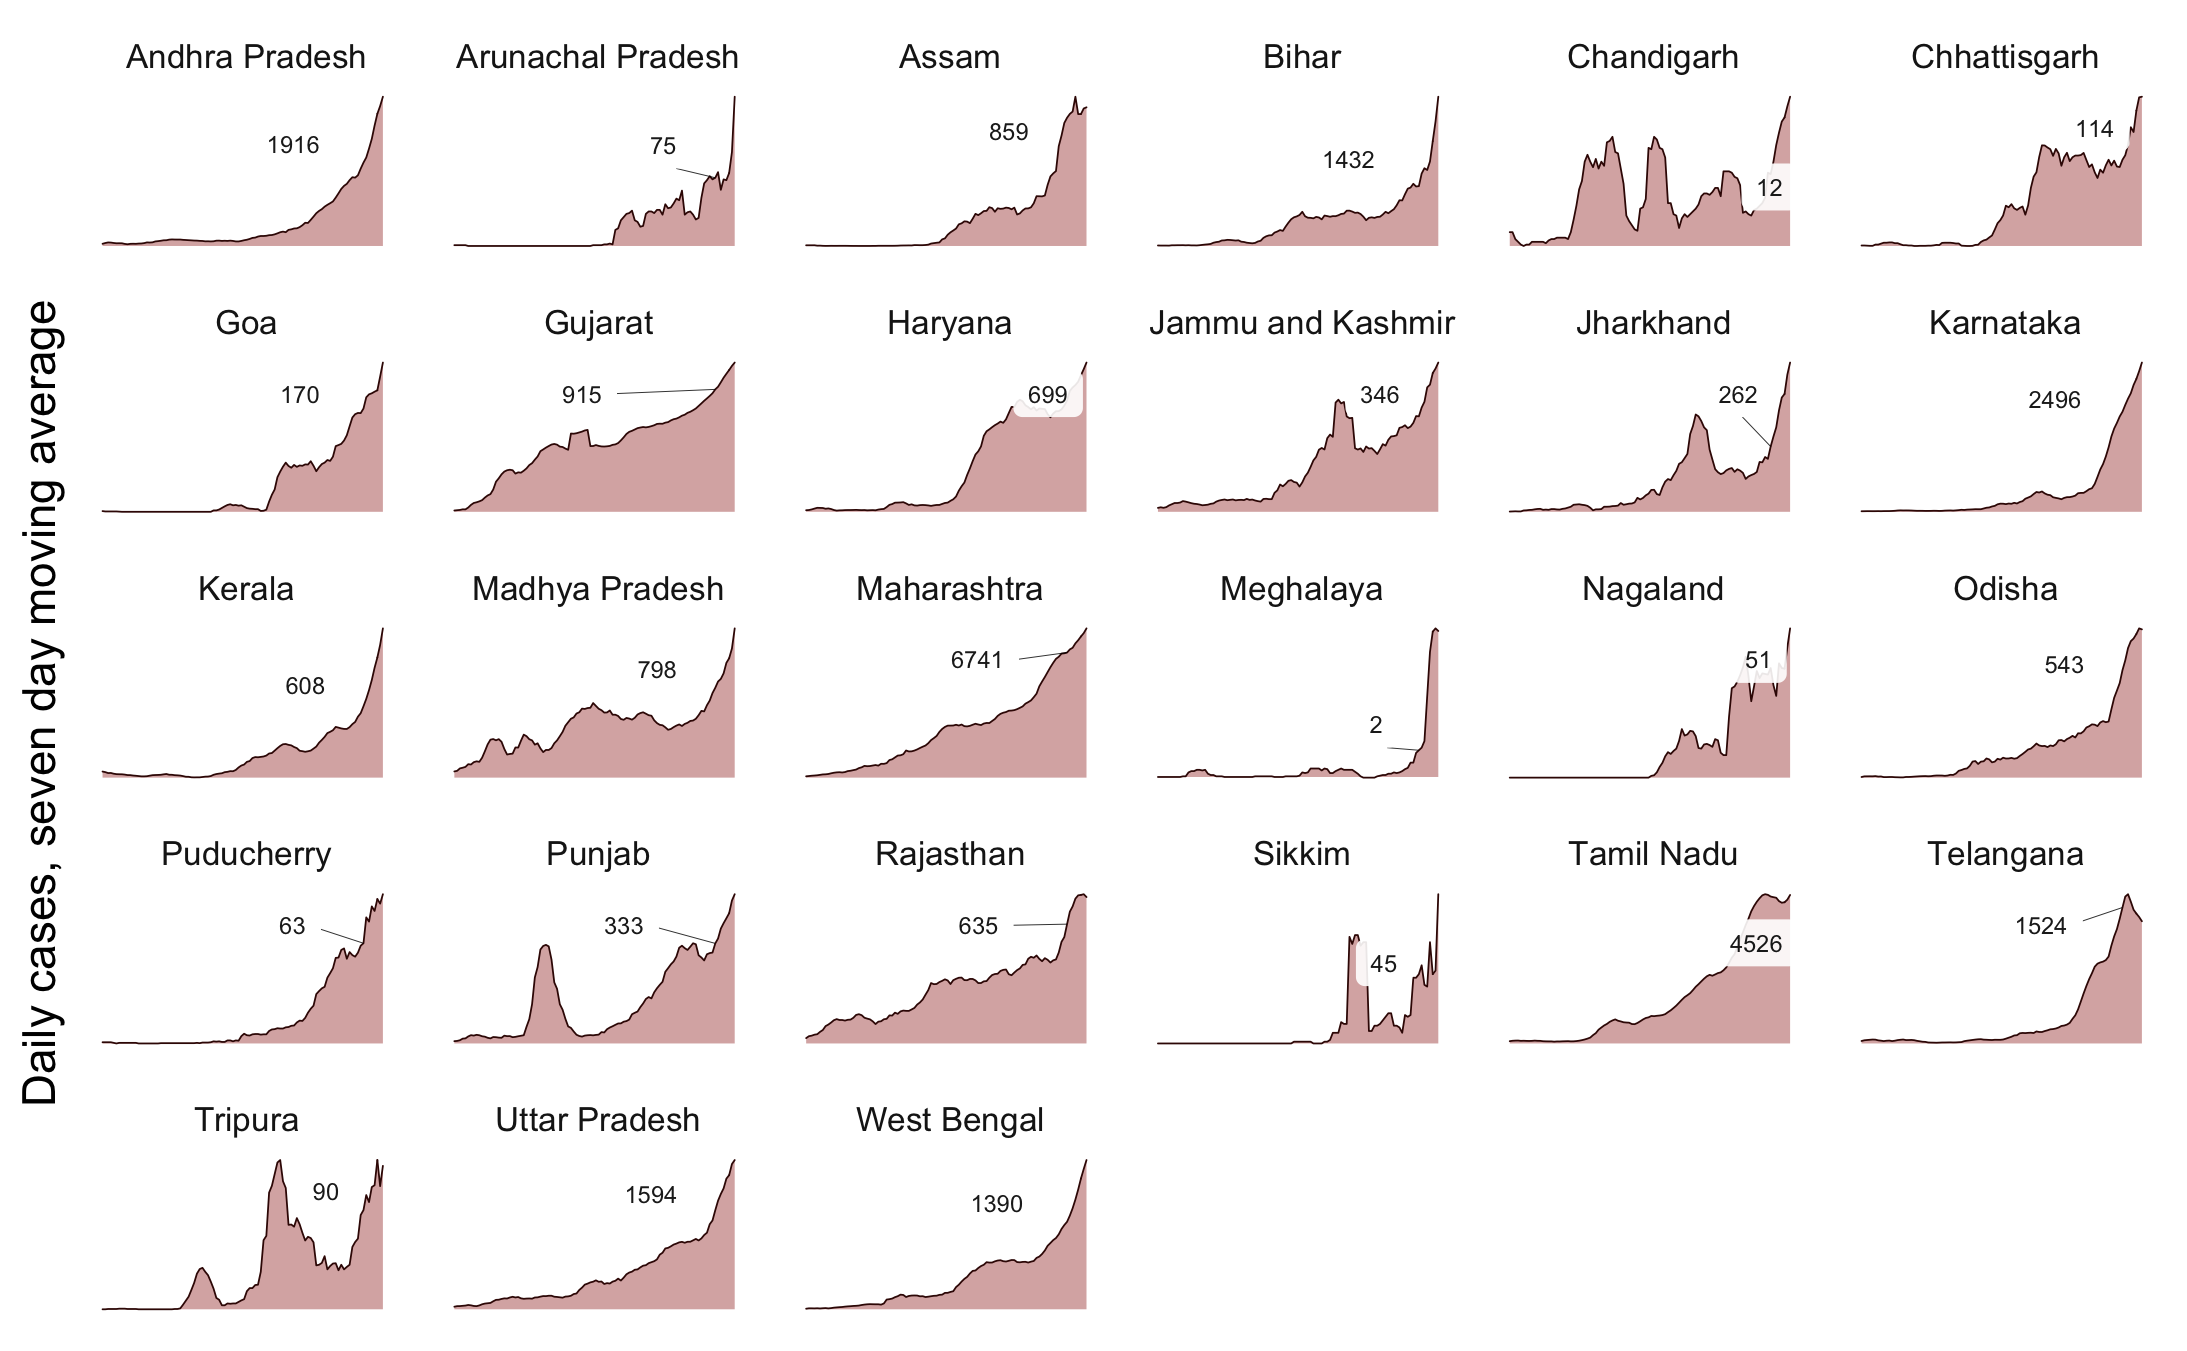 Daily cases, seven day moving average
Andhra Pradesh
1916
Arunachal Pradesh
75
Assam
859
Bihar
1432
Chandigarh
12
Chhattisgarh
114
Goa
170
Gujarat
915
Haryana
699
Jammu and Kashmir
346
Jharkhand
262
Karnataka
2496
Kerala
608
Madhya Pradesh
798
Maharashtra
6741
Meghalaya
2
Nagaland
51
Odisha
543
Puducherry
63
Punjab
333
Rajasthan
635
Sikkim
45
Tamil Nadu
4526
Telangana
1524
Tripura
90
Uttar Pradesh
1594
West Bengal
1390